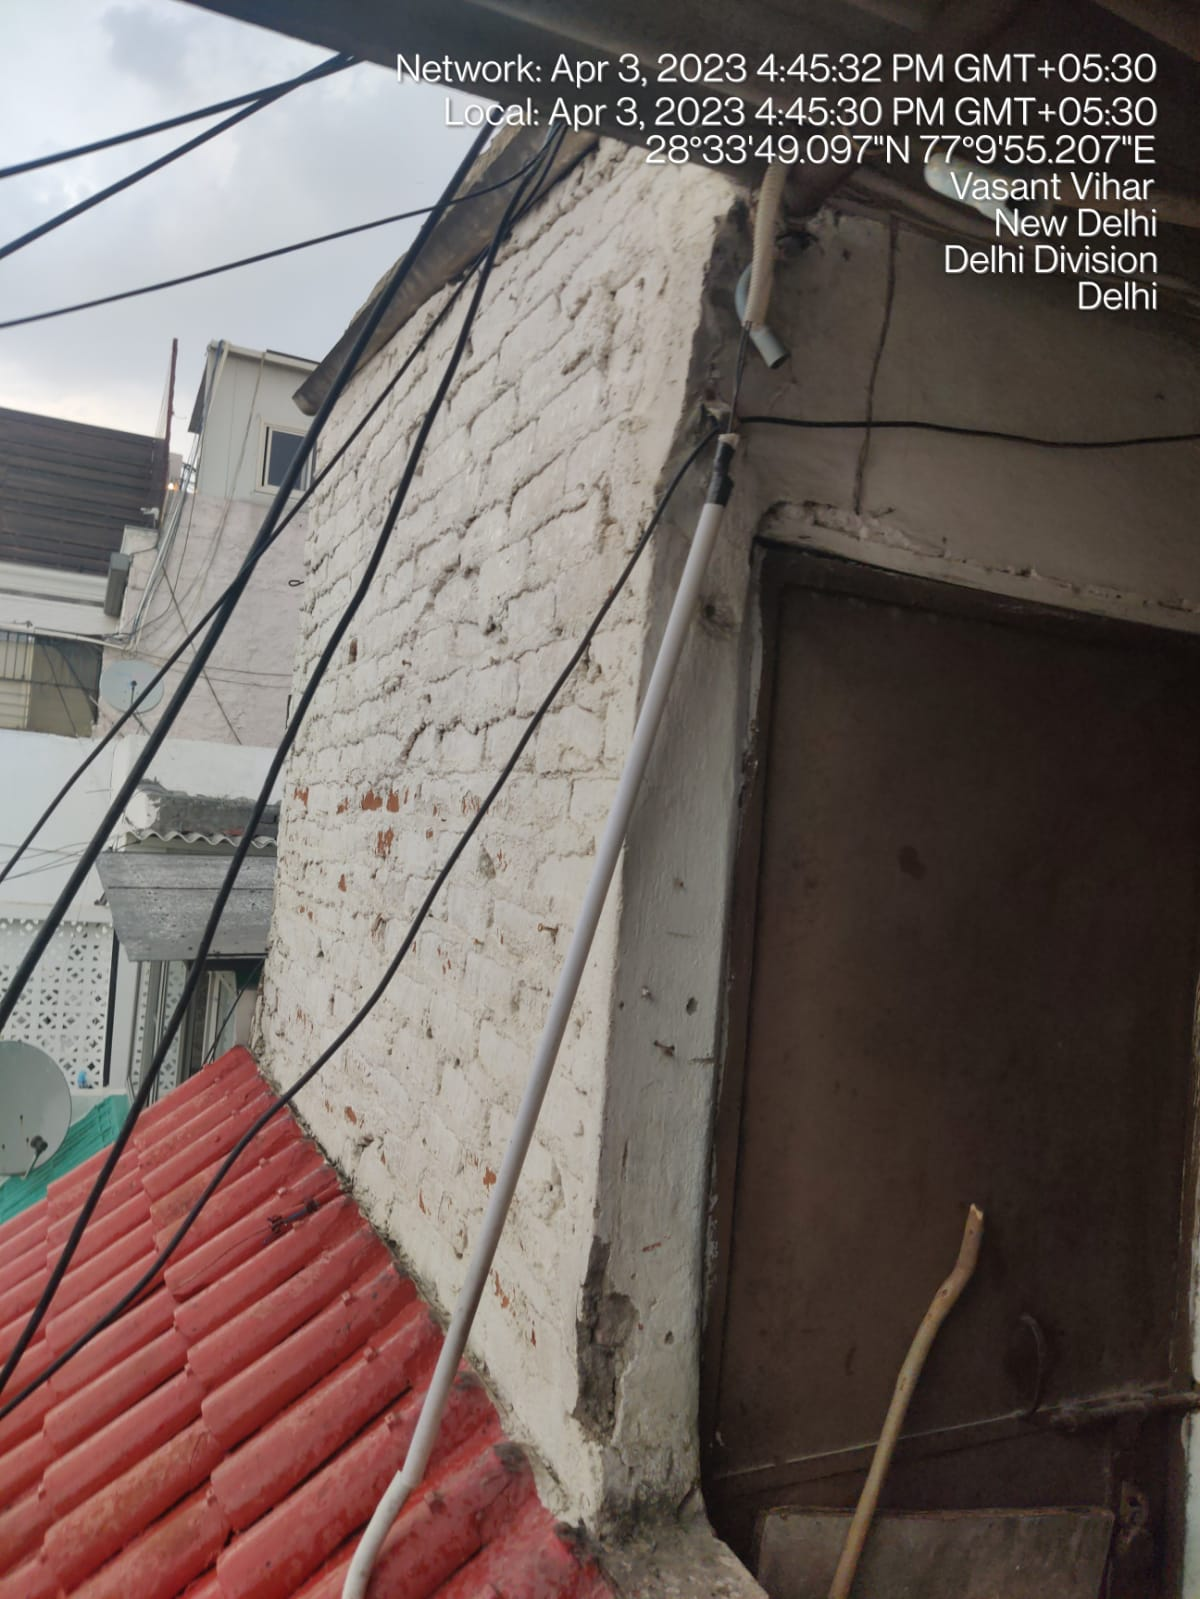 Network: Apr 3, 2023 4:45:32 PM GMT+05:30
Local: Apr 3, 2023 4:45:30 PM GMT+05:30
28°33'49.097"N 77°9'55.207"E
Vasant Vihar
New Delhi
Delhi Division
Delhi